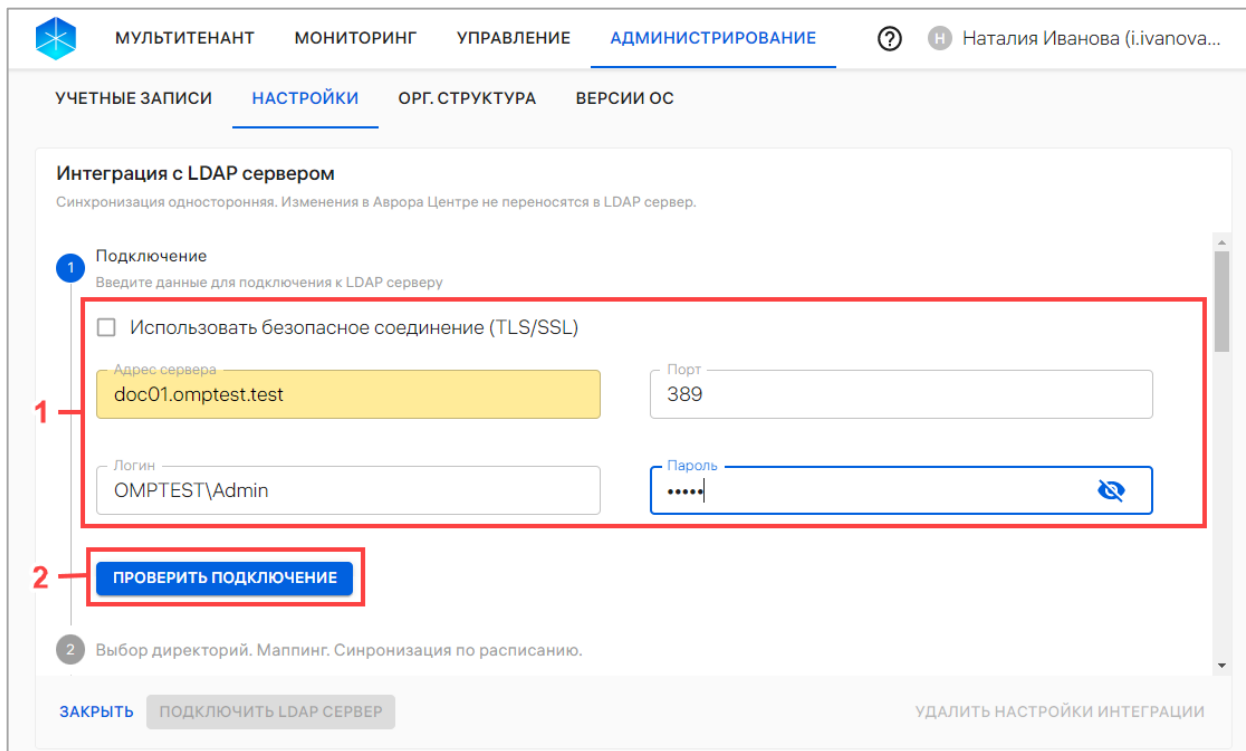 МУЛЬТИТЕНАНТ МОНИТОРИНГ УПРАВЛЕНИЕ АДМИНИСТРИРОВАНИЕ ? Н Наталия Иванова (i.ivanova...
УЧЕТНЫЕ ЗАПИСИ НАСТРОЙКИ ОРГ. СТРУКТУРА ВЕРСИИ ОС
Интеграция с LDAP сервером
Синхронизация односторонняя. Изменения в Аврора Центре не переносятся в LDAP сервер.
1 Подключение
Введите данные для подключения к LDAP серверу
Использовать безопасное соединение (TLS/SSL)
Адрес сервера Порт
doc01.omptest.test 389
1
Логин Пароль
OMPTEST\Admin •••••
2 ПРОВЕРИТЬ ПОДКЛЮЧЕНИЕ
2 Выбор директорий. Маппинг. Синронизация по расписанию.
ЗАКРЫТЬ ПОДКЛЮЧИТЬ LDAP СЕРВЕР УДАЛИТЬ НАСТРОЙКИ ИНТЕГРАЦИИ